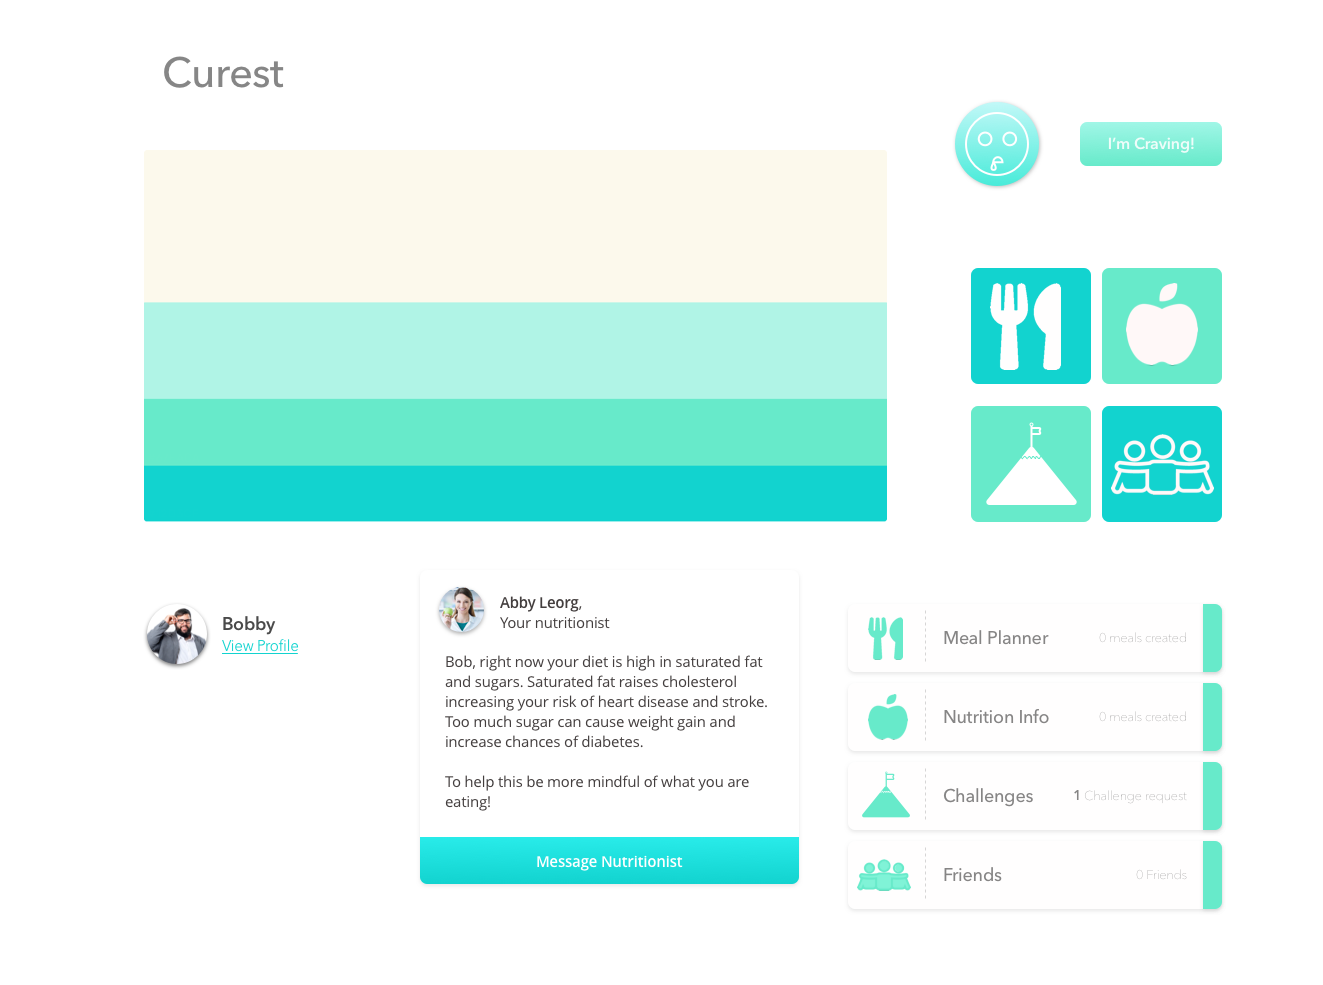 Curest
I'm Craving!
Bobby
View Profile
Abby Leorg,
Your nutritionist
Bob, right now your diet is high in saturated fat
and sugars. Saturated fat raises cholesterol
increasing your risk of heart disease and stroke.
Too much sugar can cause weight gain and
increase chances of diabetes.
To help this be more mindful of what you are
eating!
Message Nutritionist
Meal Planner 0 meals created
Nutrition Info 0 meals created
Challenges 1 Challenge request
Friends 0 Friends